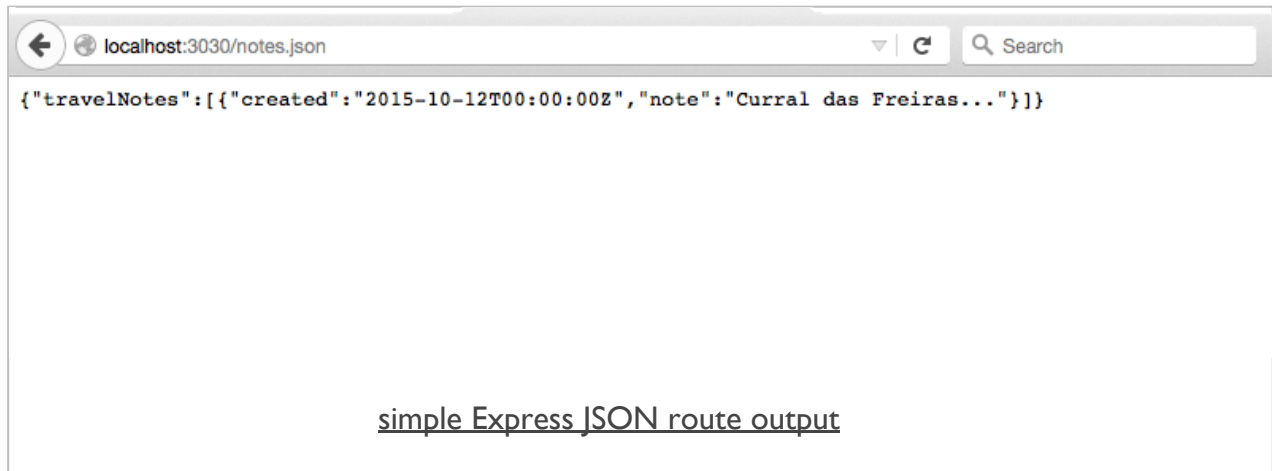 localhost:3030/notes.json
Search
{"travelNotes":[{"created":"2015-10-12T00:00:00Z","note":"Curral das Freiras..."}]}
simple Express JSON route output